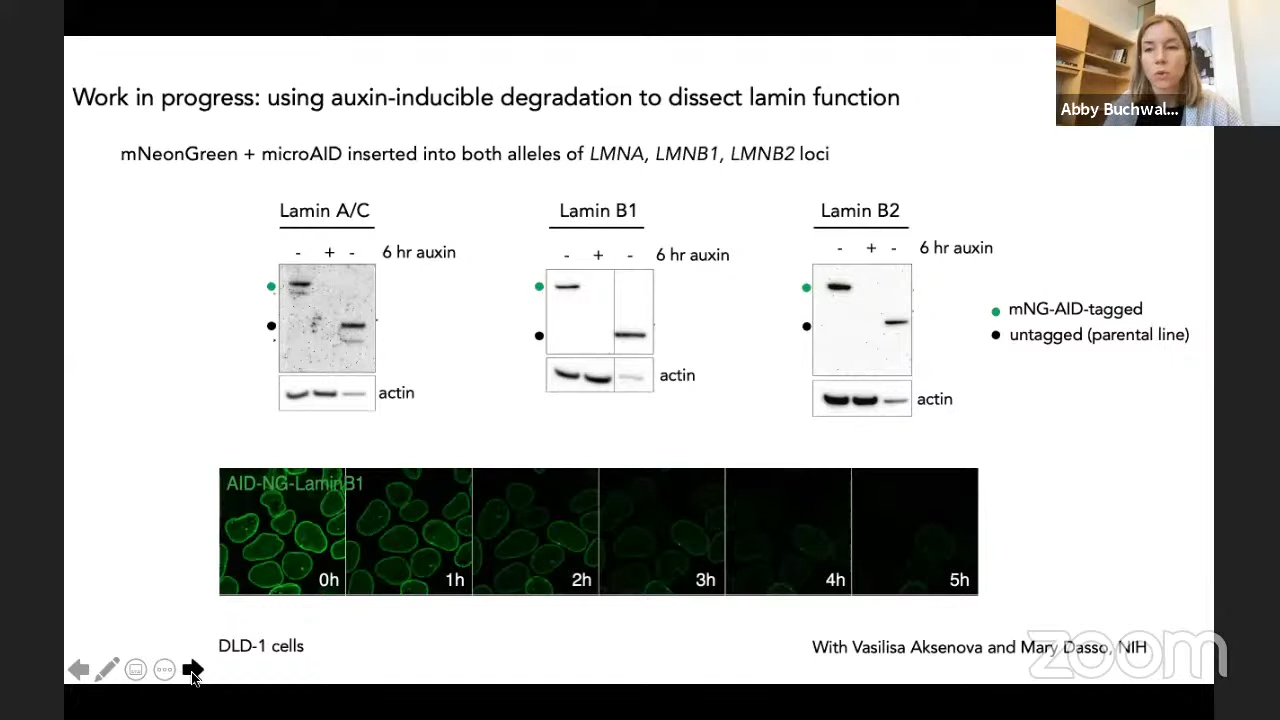 Work in progress: using auxin-inducible degradation to dissect lamin function
Abby Buchwal...
mNeonGreen + microAID inserted into both alleles of LMNA, LMNB1, LMNB2 loci
Lamin A/C
- + - 6 hr auxin
actin
Lamin B1
- + - 6 hr auxin
actin
Lamin B2
- + - 6 hr auxin
actin
mNG-AID-tagged
untagged (parental line)
AID-NG-LaminB1
0h 1h 2h 3h 4h 5h
DLD-1 cells
With Vasilisa Aksenova and Mary Dasso, NIH
zoom